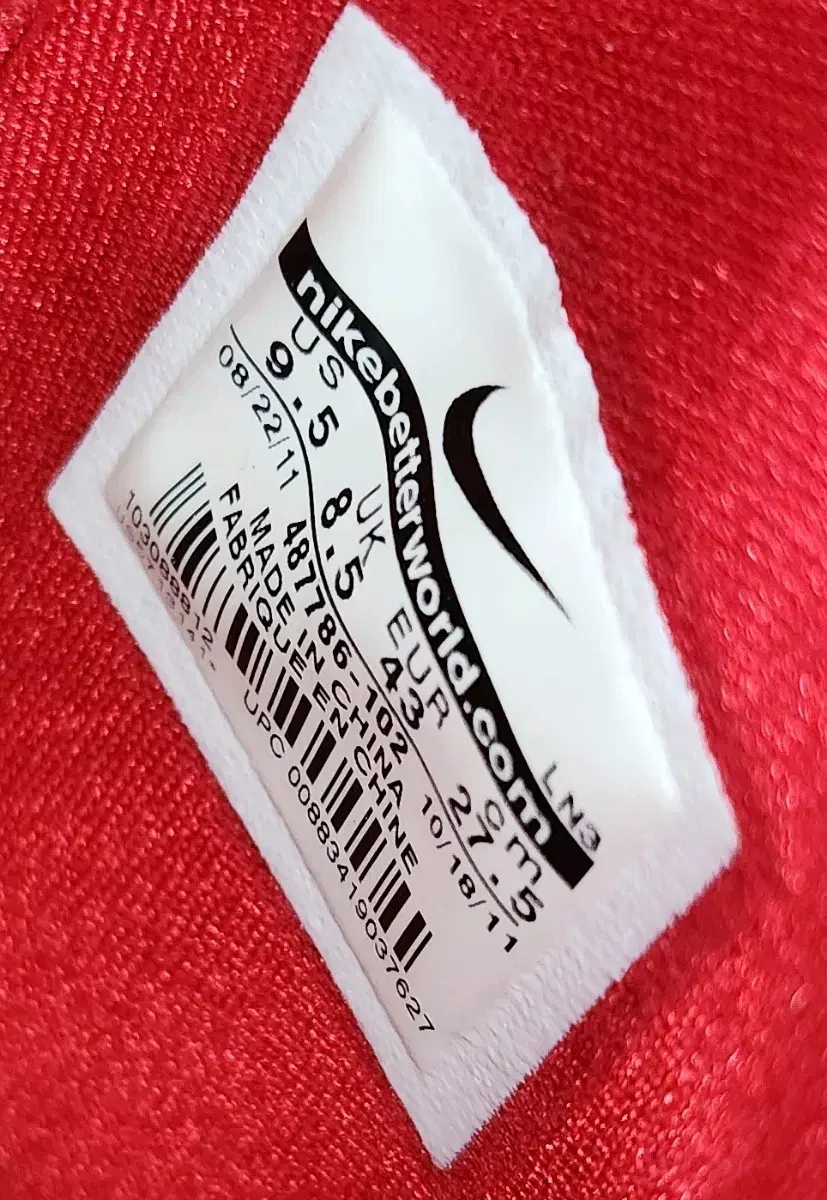 LN3
nikebetterworld.com
US UK EUR cm
9.5 8.5 43 27.5
08/22/11 487786-102 10/18/11
MADE IN CHINA
FABRIQUE EN CHINE
UPC 00883419037627